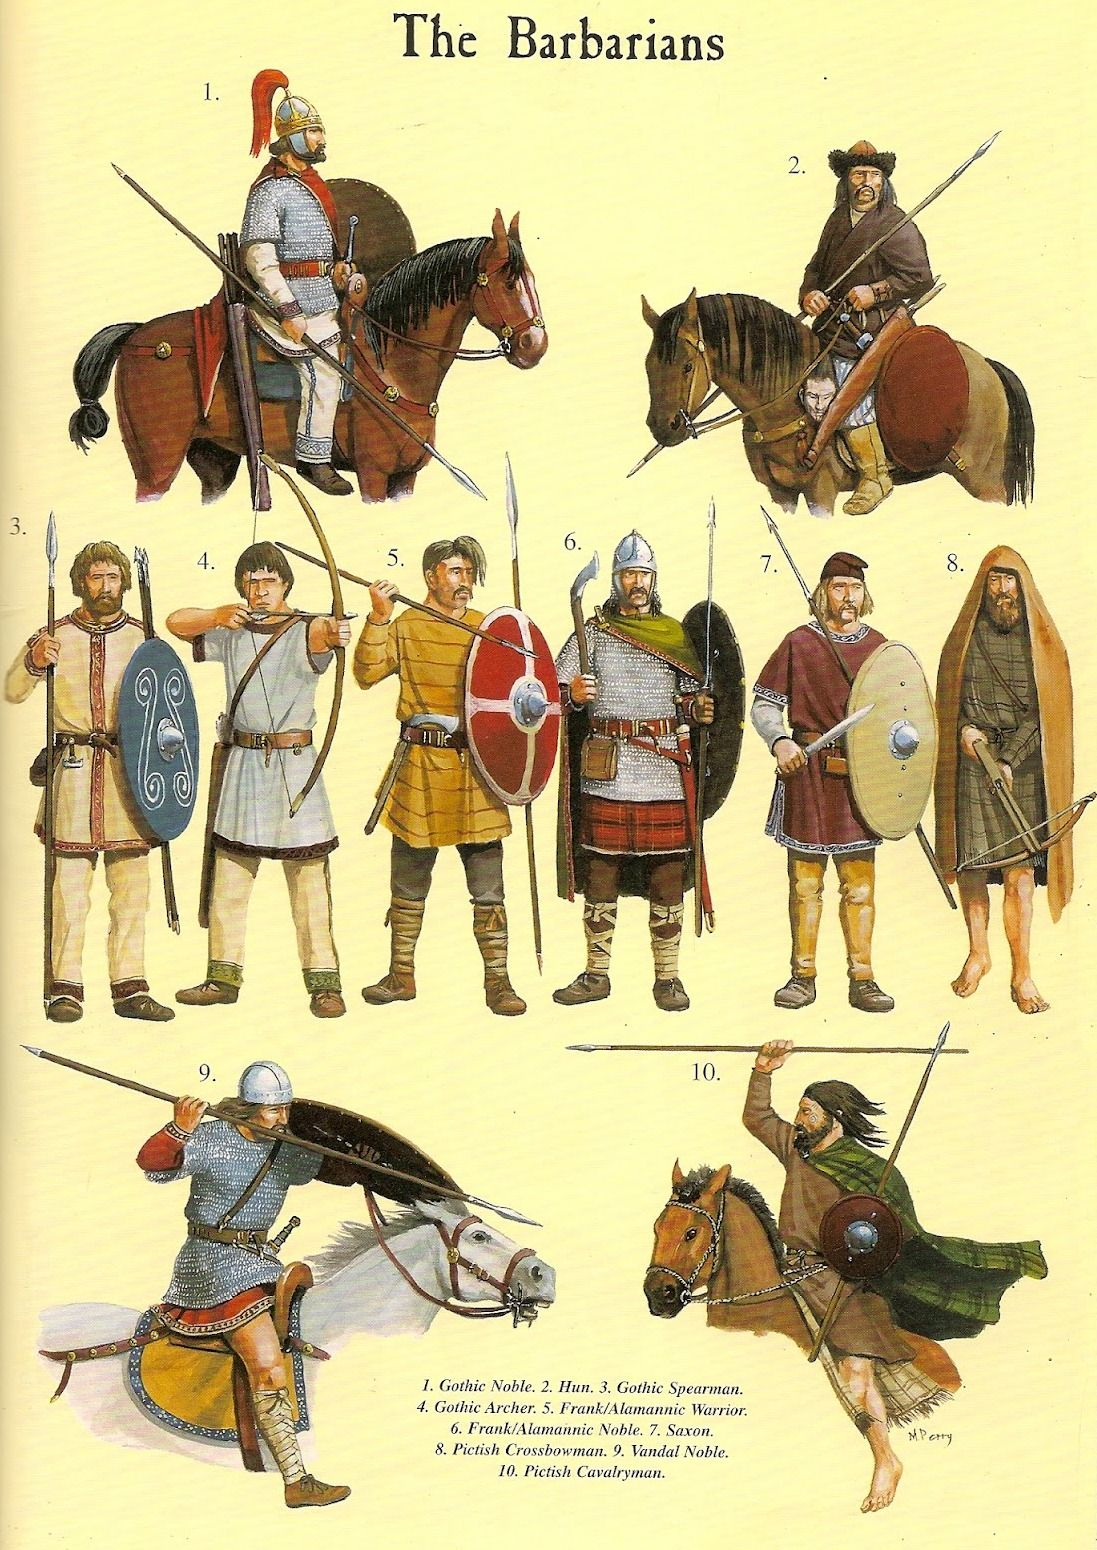 The Barbarians
1.
2.
3.
4.
5.
6.
7.
8.
9.
10.
1. Gothic Noble. 2. Hun. 3. Gothic Spearman.
4. Gothic Archer. 5. Frank/Alamannic Warrior.
6. Frank/Alamannic Noble. 7. Saxon.
8. Pictish Crossbowman. 9. Vandal Noble.
10. Pictish Cavalryman.
M Perry